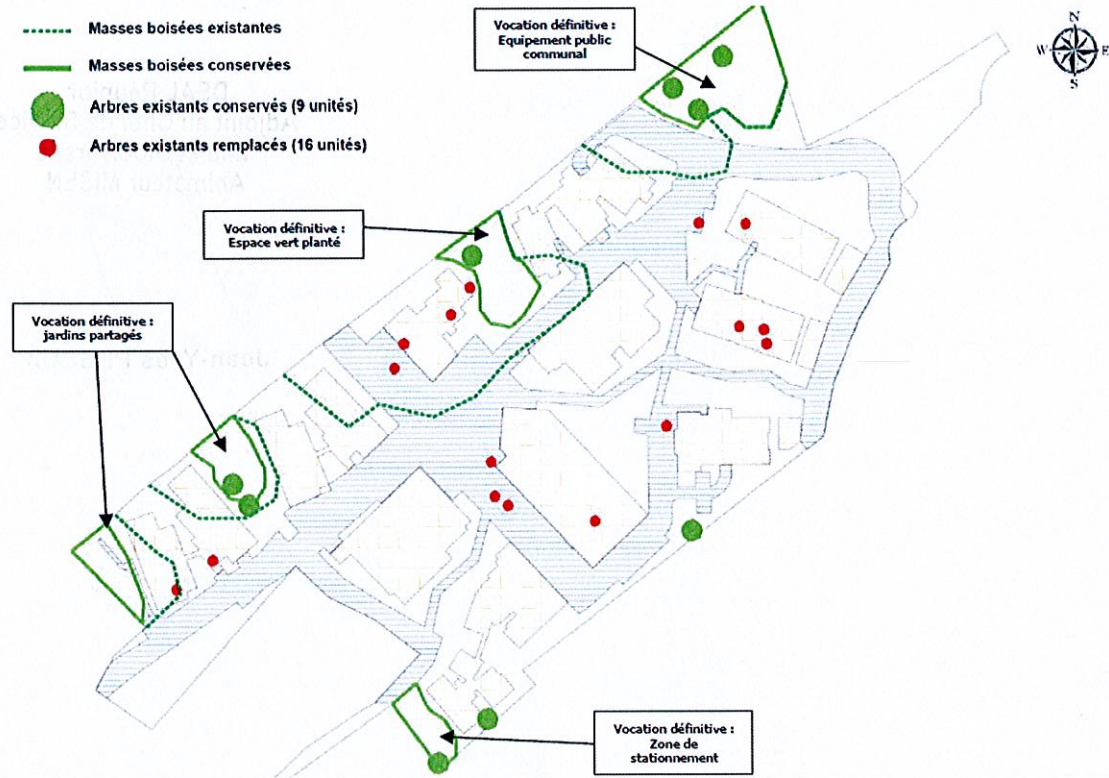 Masses boisées existantes
Masses boisées conservées
Arbres existants conservés (9 unités)
Arbres existants remplacés (16 unités)
Vocation définitive :
Equipement public
communal
N
W E
S
Vocation définitive :
Espace vert planté
Vocation définitive :
jardins partagés
Vocation définitive :
Zone de
stationnement